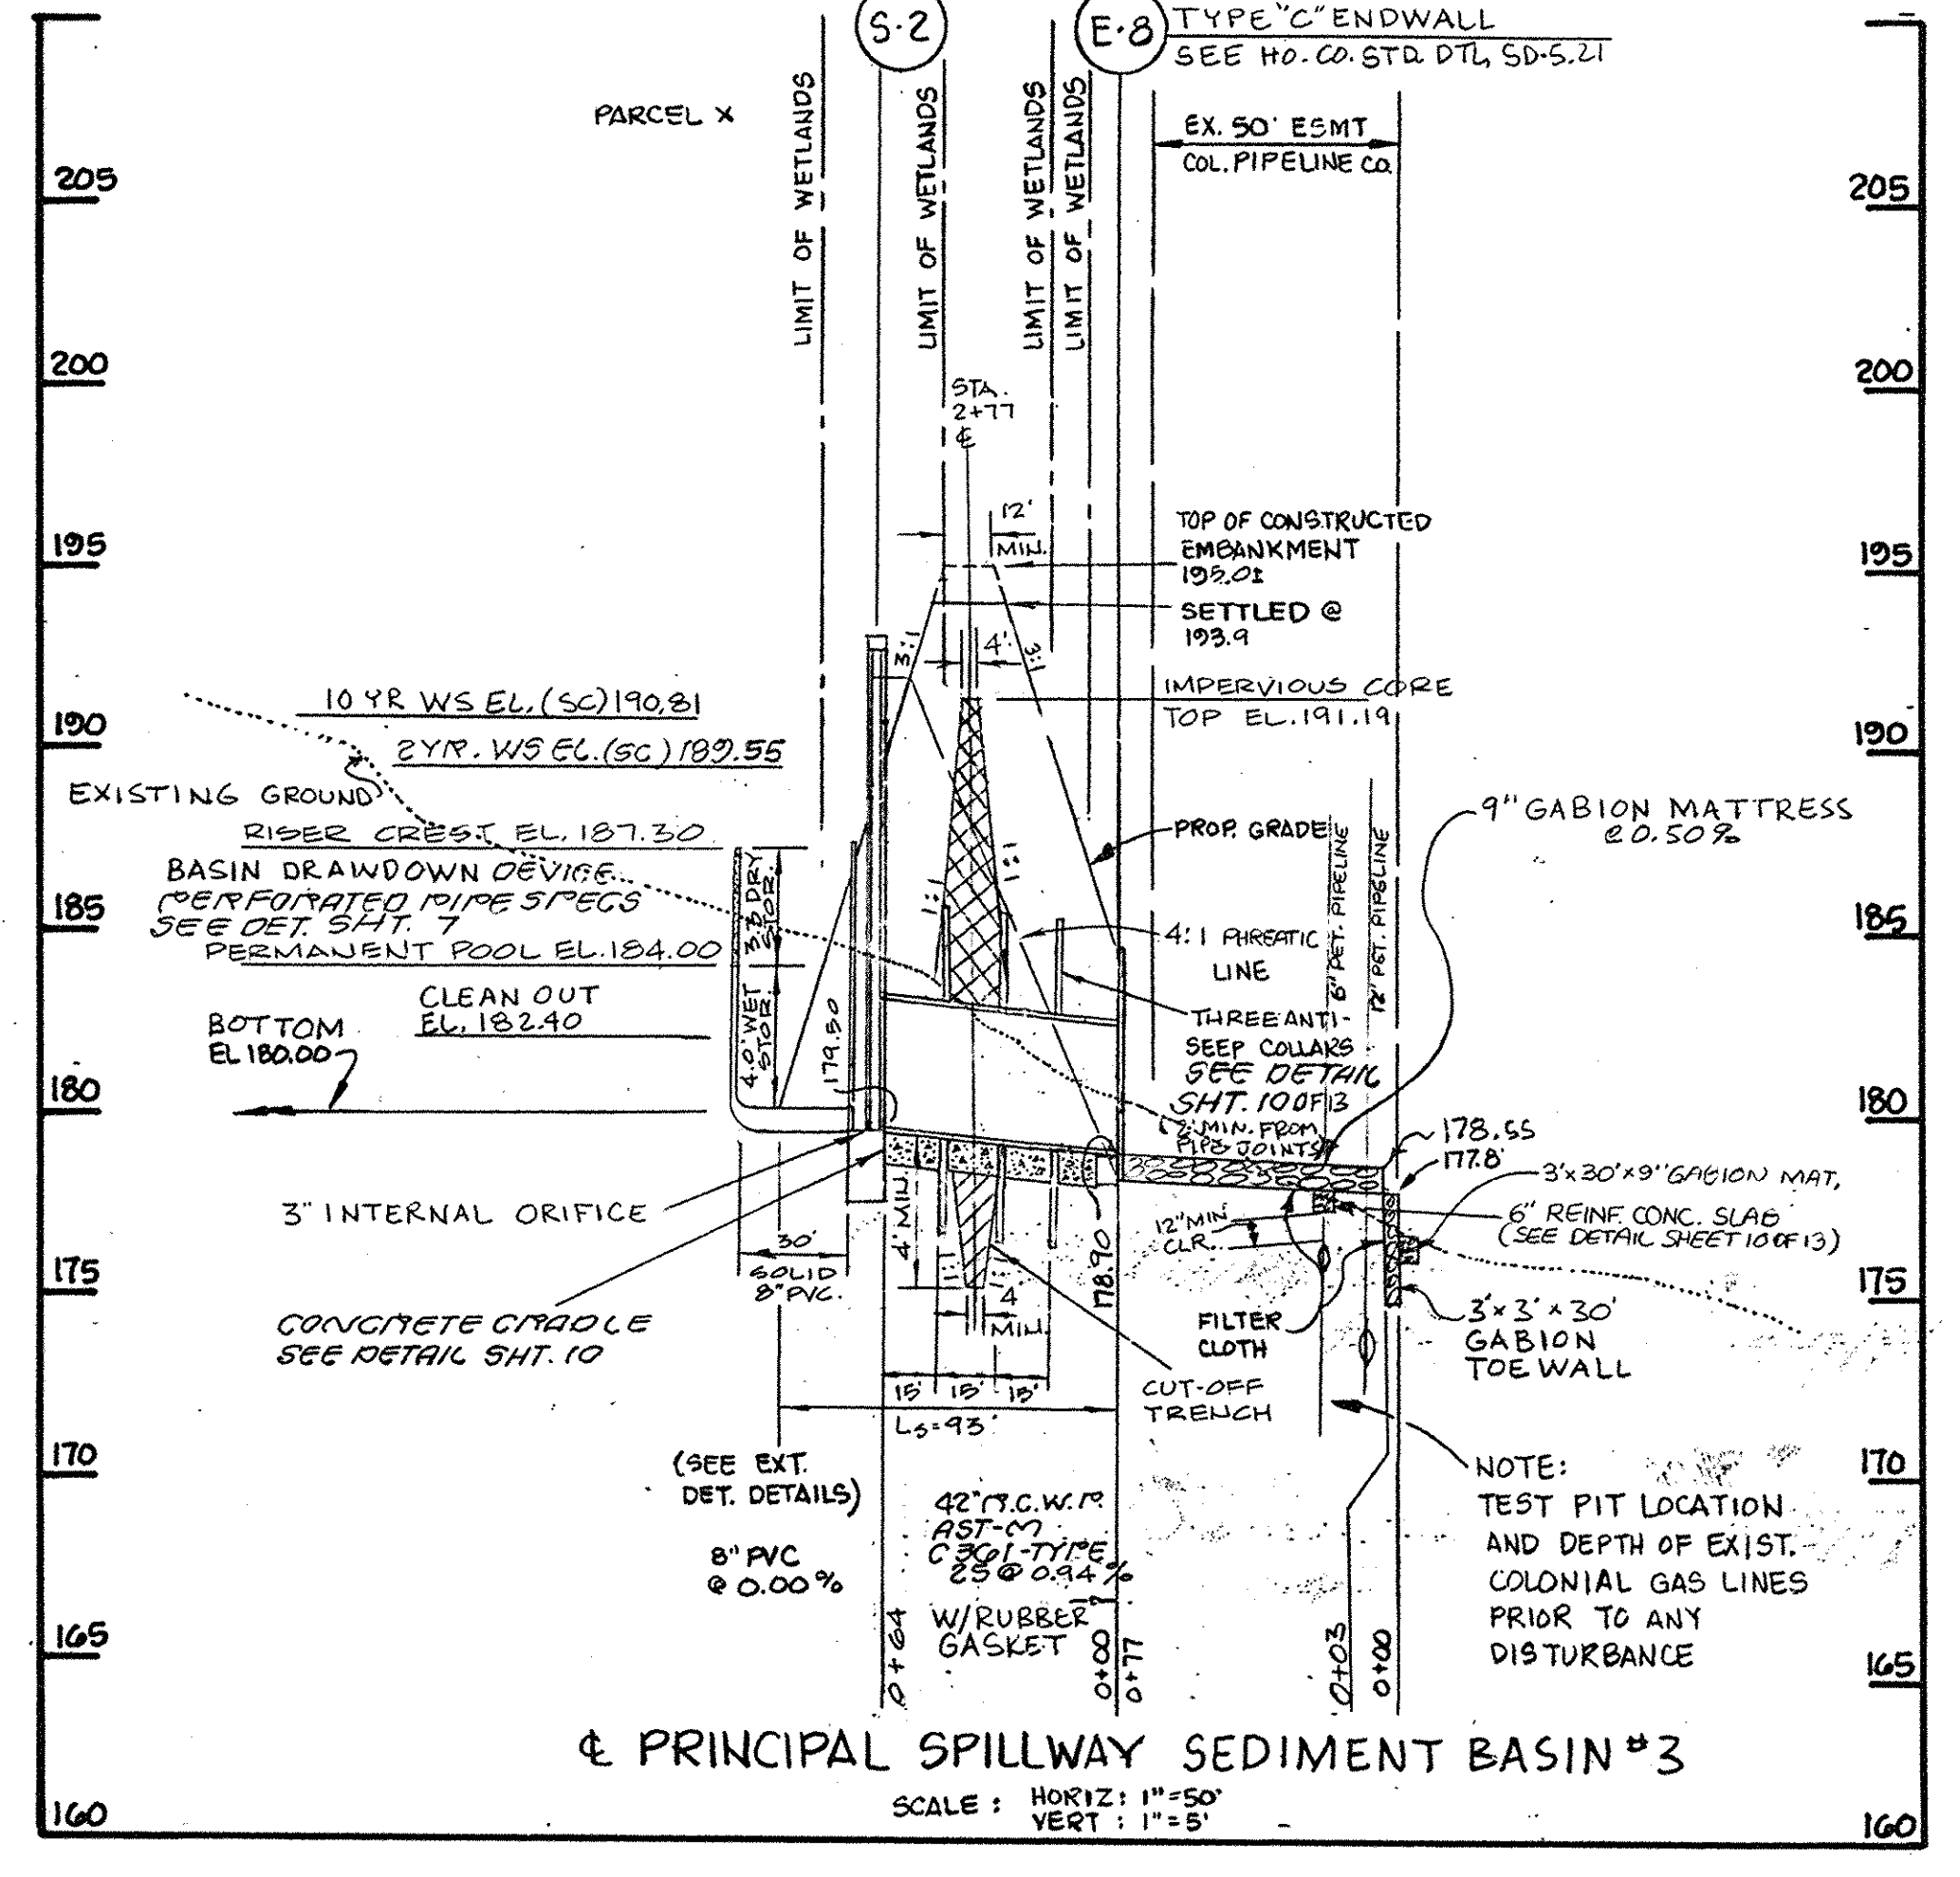 S-2
E-8
TYPE "C" ENDWALL
SEE HO. CO. STD. DTL, SD-5.21
PARCEL X
LIMIT OF WETLANDS
LIMIT OF WETLANDS
LIMIT OF WETLANDS
LIMIT OF WETLANDS
EX. 50' ESMT
COL. PIPELINE CO.
205
205
200
200
STA.
2+77
℄
12'
MIN.
TOP OF CONSTRUCTED
EMBANKMENT
195.0±
195
195
SETTLED @
193.9
3:1
4'
3:1
IMPERVIOUS CORE
TOP EL. 191.19
10 YR WS EL. (SC) 190.81
190
190
2 YR. WS EL. (SC) 189.55
EXISTING GROUND
RISER CREST EL. 187.30
PROP. GRADE
9" GABION MATTRESS
@ 0.50%
BASIN DRAWDOWN DEVICE
PERFORATED PIPE SPECS
SEE DET. SHT. 7
3.3 DRY
STOR.
1:1
1:1
6" PET. PIPELINE
12" PET. PIPELINE
185
185
PERMANENT POOL EL. 184.00
4:1 PHREATIC
LINE
CLEAN OUT
EL. 182.40
BOTTOM
EL 180.00
4.0' WET
STOR.
179.50
THREE ANTI-
SEEP COLLARS
SEE DETAIL
SHT. 10 OF 13
(2' MIN. FROM
PIPE JOINTS)
180
180
178.55
177.8
3'x30'x9" GABION MAT,
6" REINF. CONC. SLAB
(SEE DETAIL SHEET 10 OF 13)
3" INTERNAL ORIFICE
4' MIN.
12" MIN
CLR.
30'
SOLID
8" PVC.
1:1
1:1
178.90
175
175
4
MIN.
FILTER
CLOTH
3'x3'x30'
GABION
TOE WALL
CONCRETE CRADLE
SEE DETAIL SHT. 10
15'
15'
15'
CUT-OFF
TRENCH
LS=93'
170
170
(SEE EXT.
DET. DETAILS)
NOTE:
TEST PIT LOCATION
AND DEPTH OF EXIST.
COLONIAL GAS LINES
PRIOR TO ANY
DISTURBANCE
42" R.C.W.P.
AST-M
C361-TYPE
25 @ 0.94%
W/RUBBER
GASKET
8" PVC
@ 0.00%
165
165
0+64
0+00
0+77
0+03
0+00
℄ PRINCIPAL SPILLWAY SEDIMENT BASIN #3
SCALE : HORIZ: 1"=50'
VERT : 1"=5'
160
160